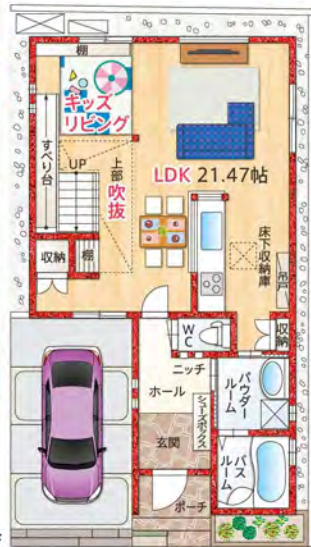 棚
キッズ
リビング
すべり台
UP
上部
吹抜
LDK 21.47帖
床下収納庫
吊戸
収納
棚
WC
収納
ニッチ
ホール
シューズボックス
パウダー
ルーム
玄関
バス
ルーム
ポーチ